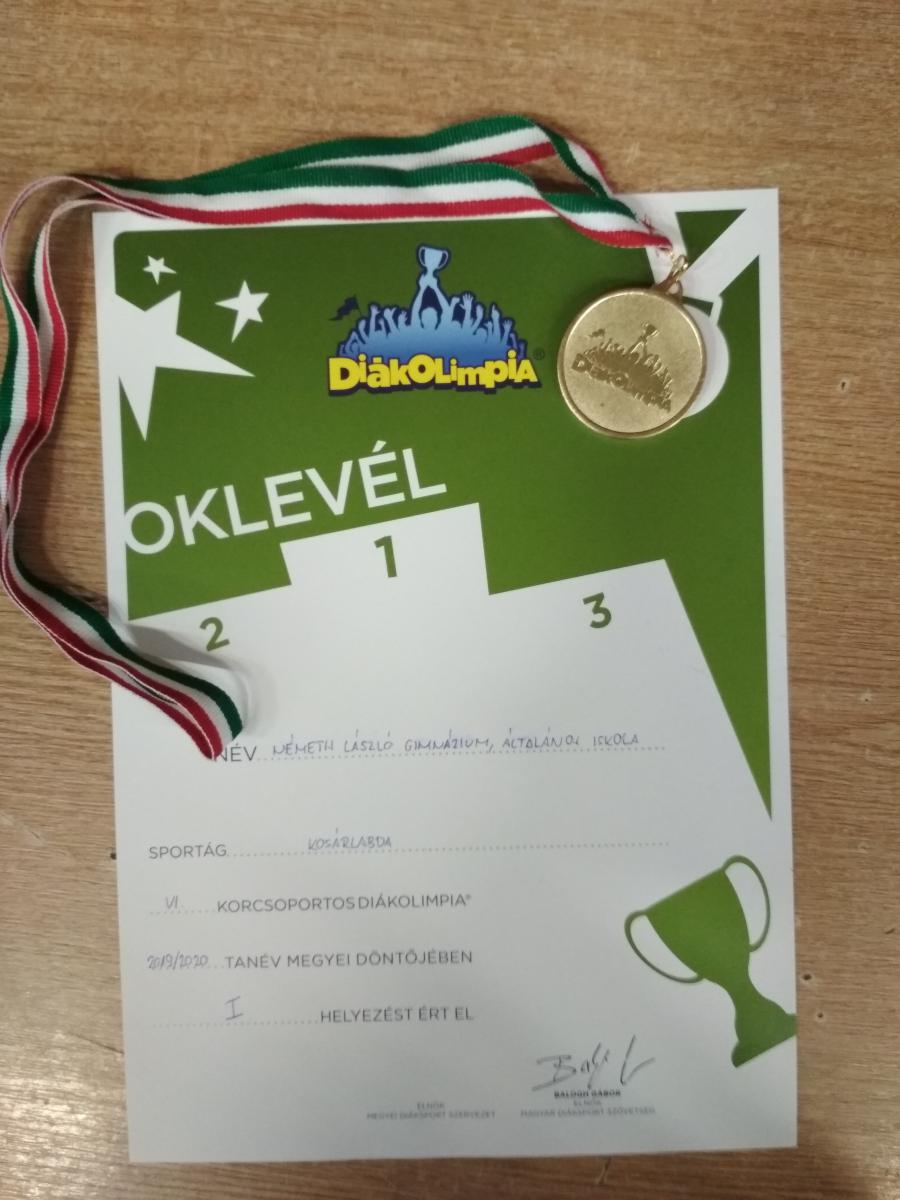 DiákOLimpiA®
DiákOLimpiA
OKLEVÉL
1
2
3
NÉV NÉMETH LÁSZLÓ GIMNÁZIUM, ÁLTALÁNOS ISKOLA
SPORTÁG KOSÁRLABDA
VI. KORCSOPORTOS DIÁKOLIMPIA®
2019/2020 TANÉV MEGYEI DÖNTŐJÉBEN
I HELYEZÉST ÉRT EL
BALOGH GÁBOR
ELNÖK ELNÖK
MEGYEI DIÁKSPORT SZERVEZET MAGYAR DIÁKSPORT SZÖVETSÉG